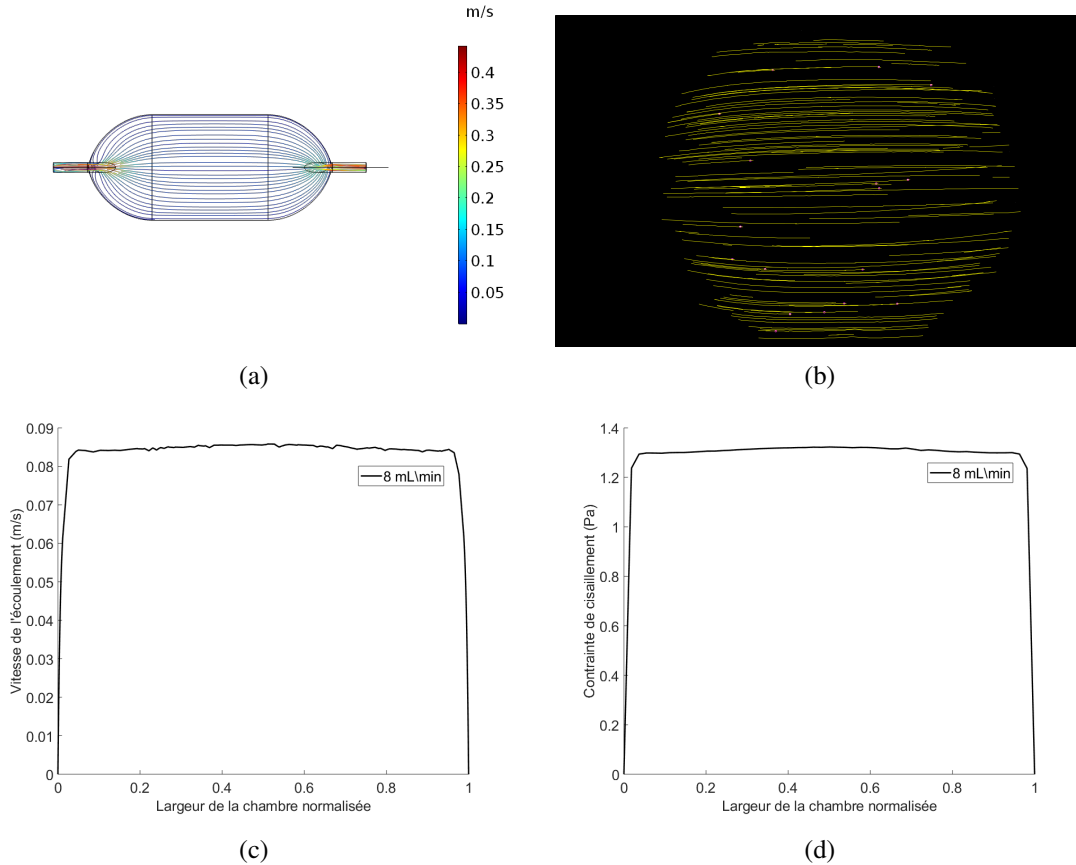 m/s
0.4
0.35
0.3
0.25
0.2
0.15
0.1
0.05
(a)
(b)
0.09
0.08
0.07
0.06
0.05
0.04
0.03
0.02
0.01
0
Vitesse de l'écoulement (m/s)
8 mL\min
0 0.2 0.4 0.6 0.8 1
Largeur de la chambre normalisée
(c)
1.4
1.2
1
0.8
0.6
0.4
0.2
0
Contrainte de cisaillement (Pa)
8 mL\min
0 0.2 0.4 0.6 0.8 1
Largeur de la chambre normalisée
(d)